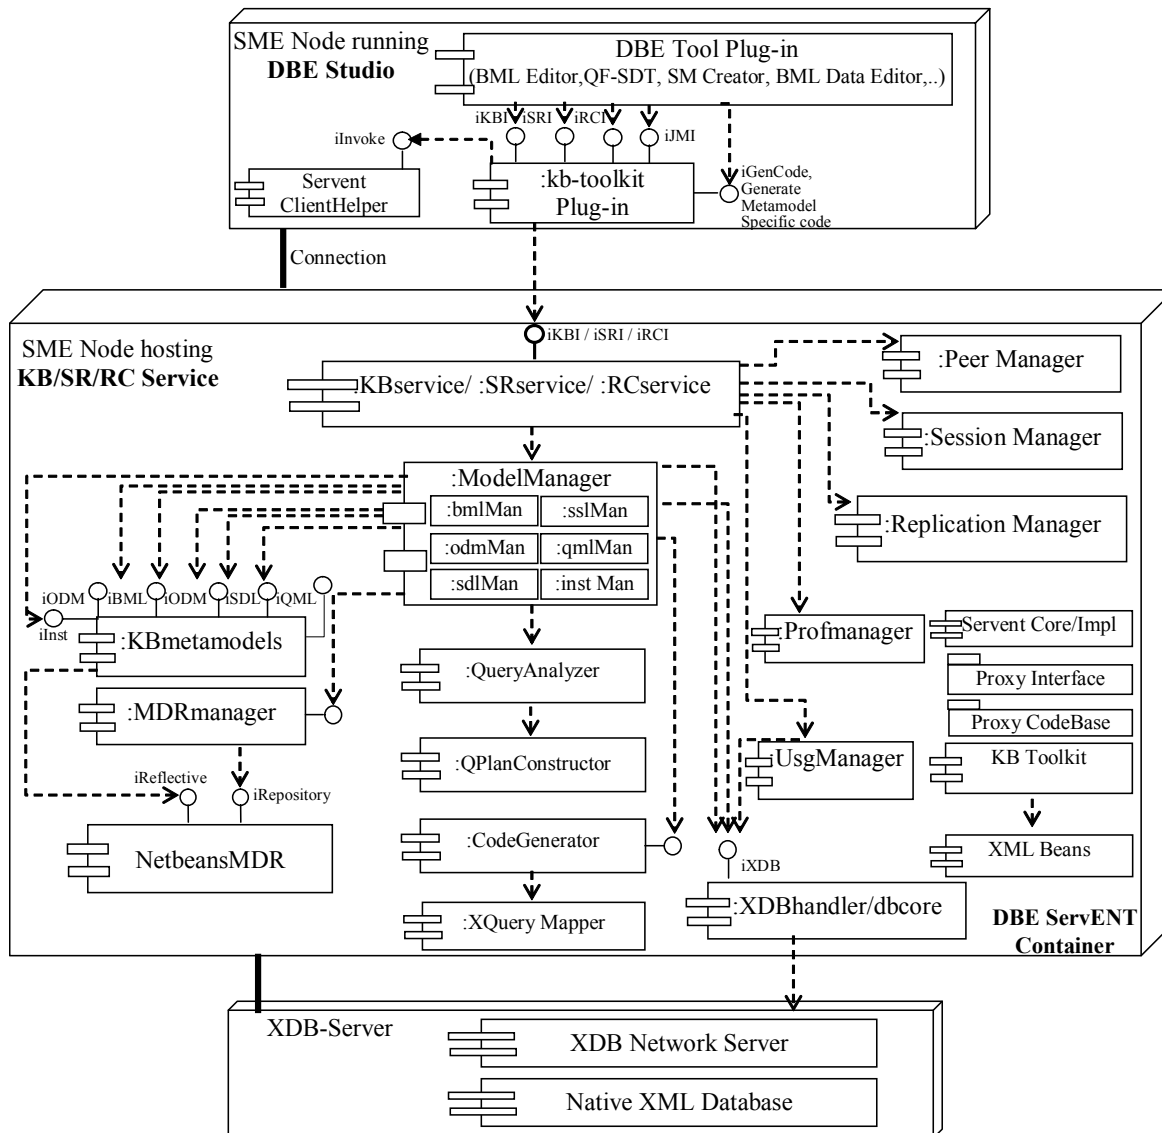 SME Node running
DBE Studio
DBE Tool Plug-in
(BML Editor,QF-SDT, SM Creator, BML Data Editor,..)
iKBI
iSRI
iRCI
iJMI
iInvoke
Servent
ClientHelper
:kb-toolkit
Plug-in
iGenCode,
Generate
Metamodel
Specific code
Connection
iKBI / iSRI / iRCI
SME Node hosting
KB/SR/RC Service
:KBservice/ :SRservice/ :RCservice
:Peer Manager
:Session Manager
:Replication Manager
:ModelManager
:bmlMan
:sslMan
:odmMan
:qmlMan
:sdlMan
:inst Man
iODM
iBML
iODM
iSDL
iQML
iInst
:KBmetamodels
:MDRmanager
iReflective
iRepository
NetbeansMDR
:QueryAnalyzer
:QPlanConstructor
:CodeGenerator
:XQuery Mapper
:Profmanager
:UsgManager
iXDB
:XDBhandler/dbcore
Servent Core/Impl
Proxy Interface
Proxy CodeBase
KB Toolkit
XML Beans
DBE ServENT
Container
XDB-Server
XDB Network Server
Native XML Database